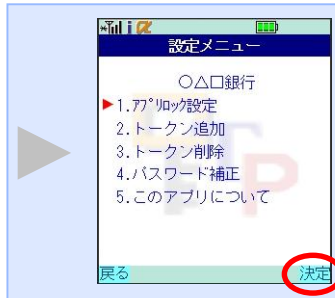 設定メニュー
○△□銀行
1.ｱﾌﾟﾘﾛｯｸ設定
2.トークン追加
3.トークン削除
4.パスワード補正
5.このアプリについて
戻る 決定